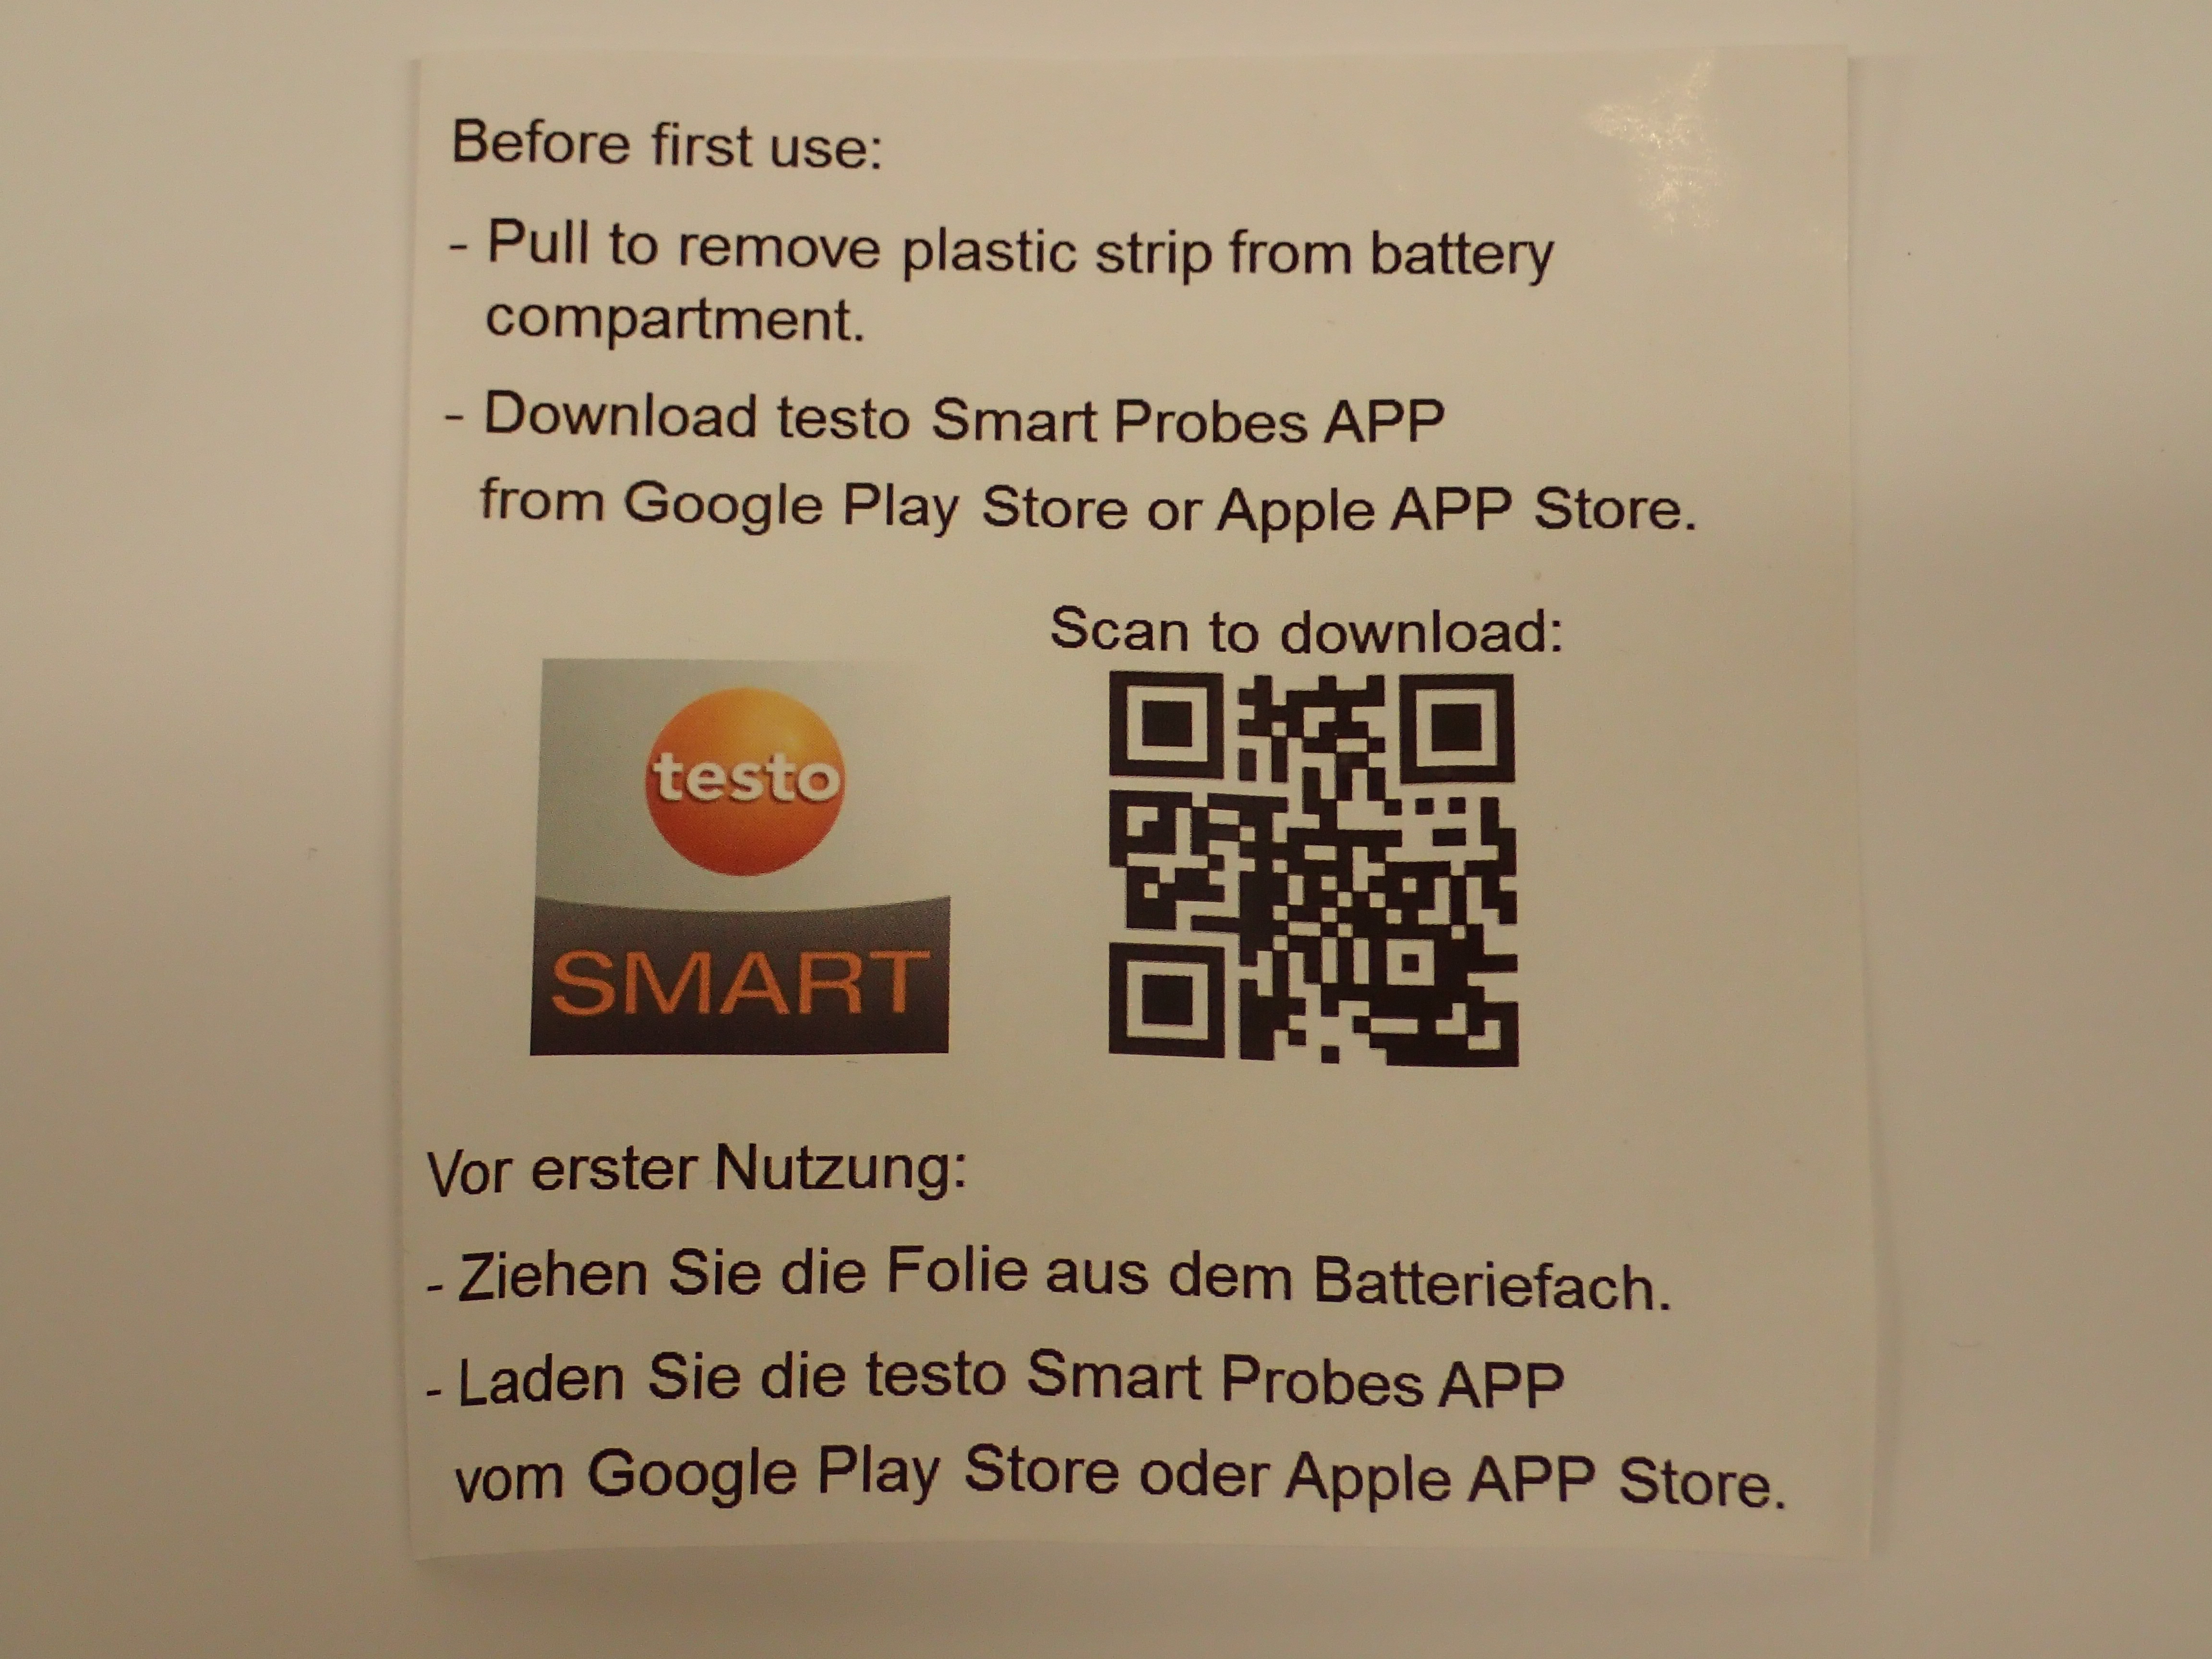 Before first use:
- Pull to remove plastic strip from battery
compartment.
- Download testo Smart Probes APP
from Google Play Store or Apple APP Store.
Scan to download:
testo
SMART
Vor erster Nutzung:
- Ziehen Sie die Folie aus dem Batteriefach.
- Laden Sie die testo Smart Probes APP
vom Google Play Store oder Apple APP Store.